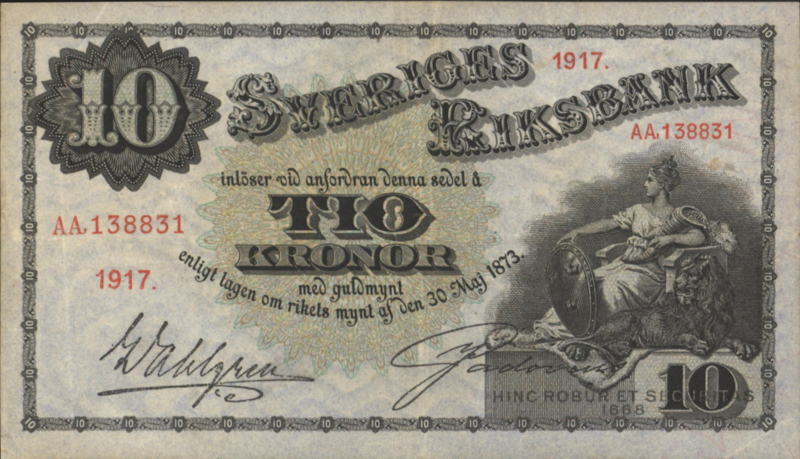 10
SVERIGES
RIKSBANK
1917.
AA,138831
inlöser vid anfordran denna sedel å
TIO
KRONOR
AA,138831
1917.
med guldmynt
enligt lagen om rikets mynt af den 30 Maj 1873.
Wahlgren
HINC ROBUR ET SECURITAS
1668
10